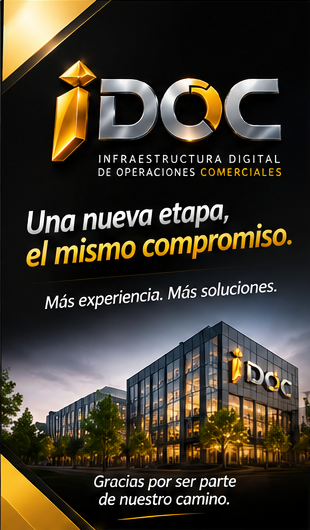 iDOC
INFRAESTRUCTURA DIGITAL
DE OPERACIONES COMERCIALES
Una nueva etapa,
el mismo compromiso.
Más experiencia. Más soluciones.
iDOC
Gracias por ser parte
de nuestro camino.